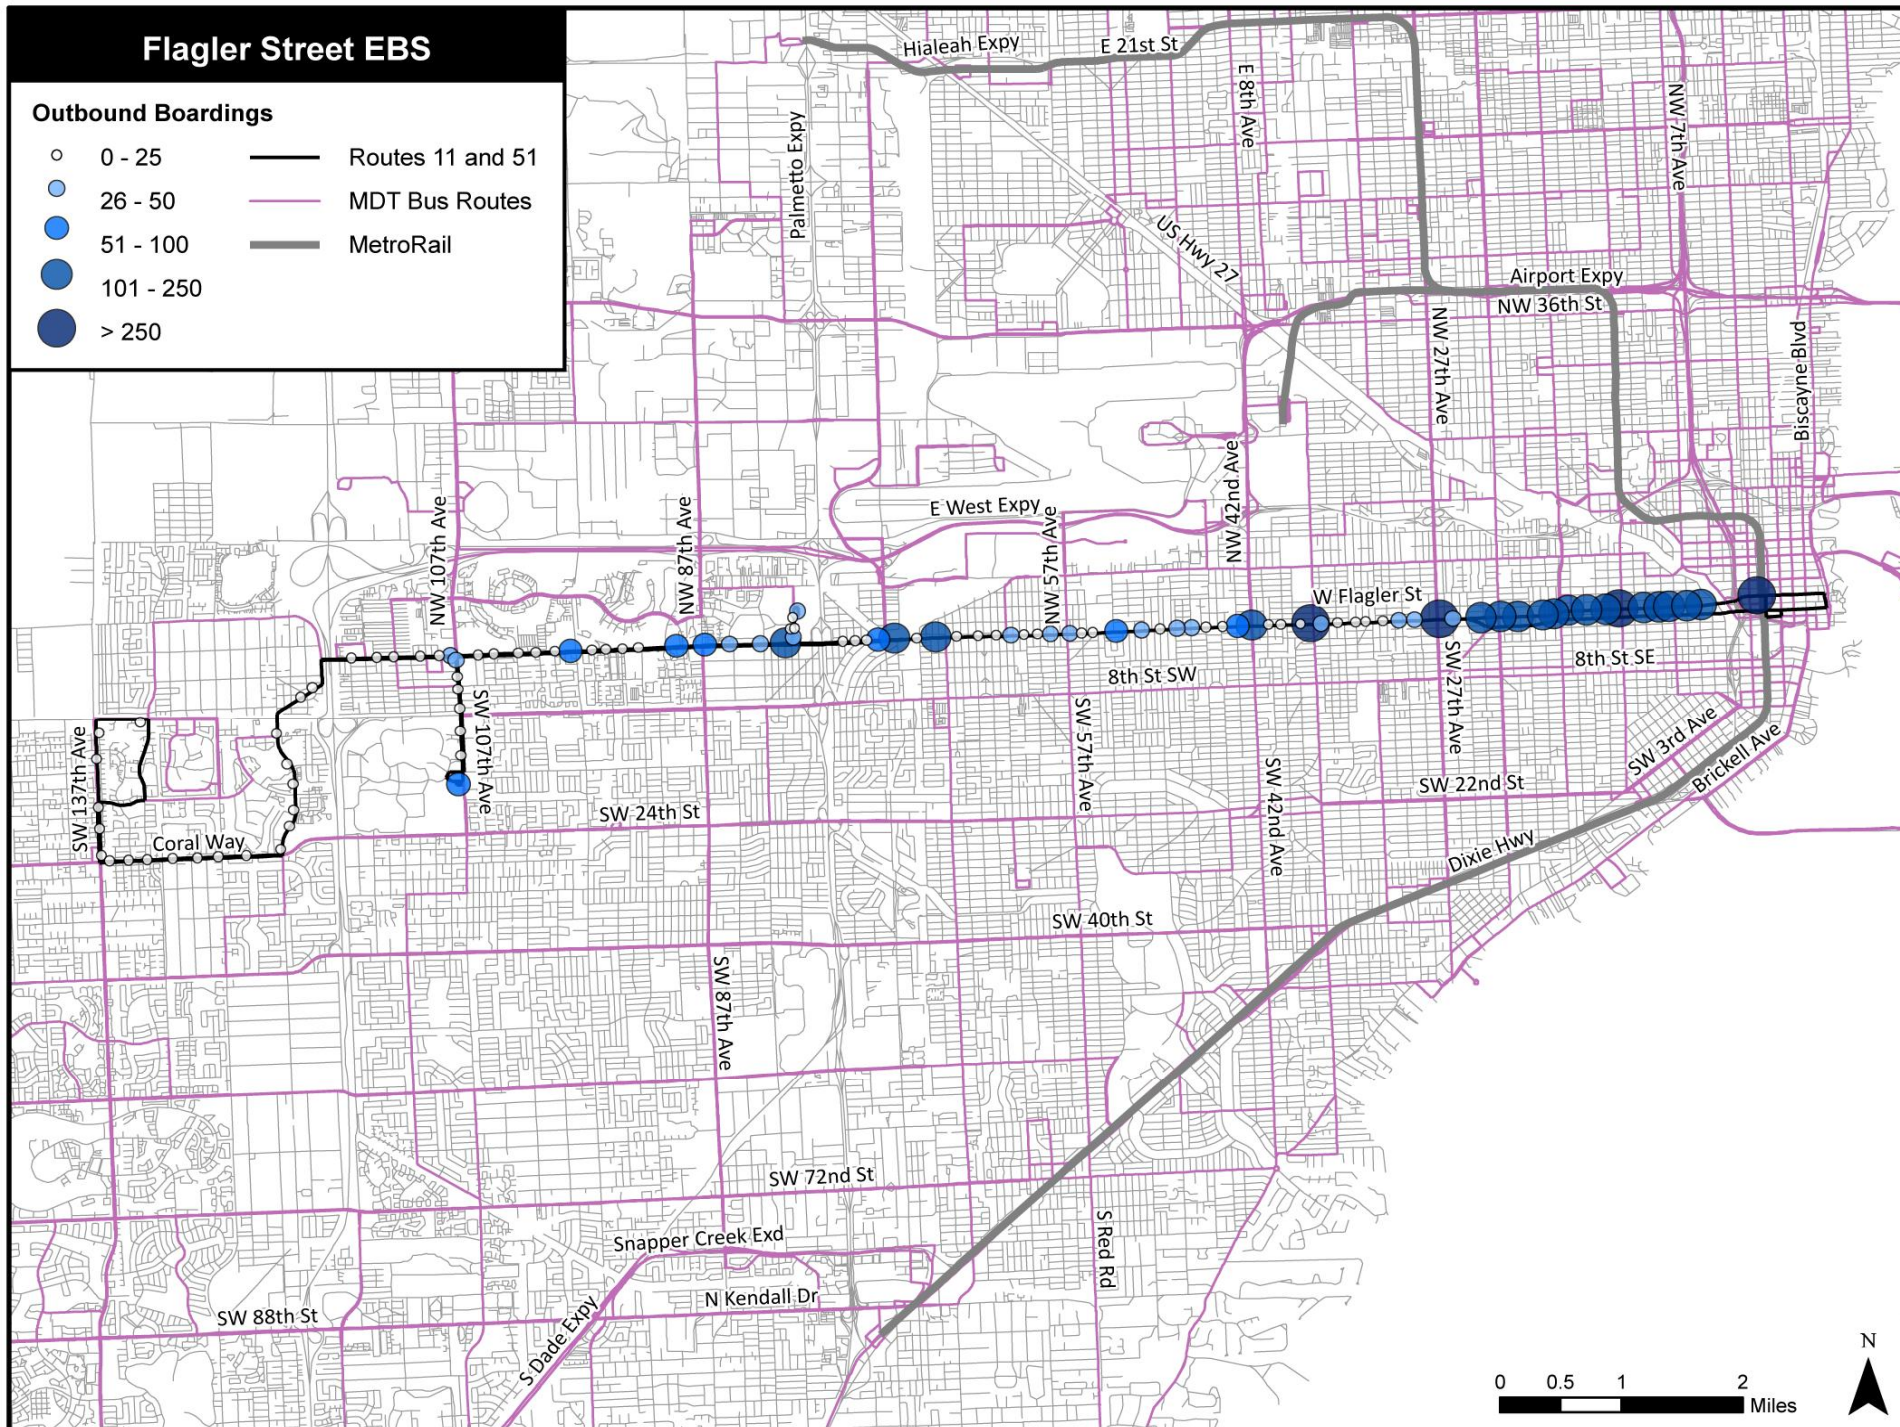 Flagler Street EBS
Outbound Boardings
0 - 25
26 - 50
51 - 100
101 - 250
> 250
Routes 11 and 51
MDT Bus Routes
MetroRail
Hialeah Expy
E 21st St
E 8th Ave
NW 7th Ave
Palmetto Expy
US Hwy 27
Airport Expy
NW 36th St
NW 27th Ave
Biscayne Blvd
NW 42nd Ave
E West Expy
NW 107th Ave
NW 87th Ave
NW 57th Ave
W Flagler St
8th St SW
8th St SE
SW 27th Ave
SW 107th Ave
SW 57th Ave
SW 137th Ave
SW 3rd Ave
Brickell Ave
SW 22nd St
SW 24th St
SW 42nd Ave
Coral Way
Dixie Hwy
SW 40th St
SW 87th Ave
SW 72nd St
S Red Rd
Snapper Creek Exd
N Kendall Dr
SW 88th St
S Dade Expy
N
0 0.5 1 2
Miles